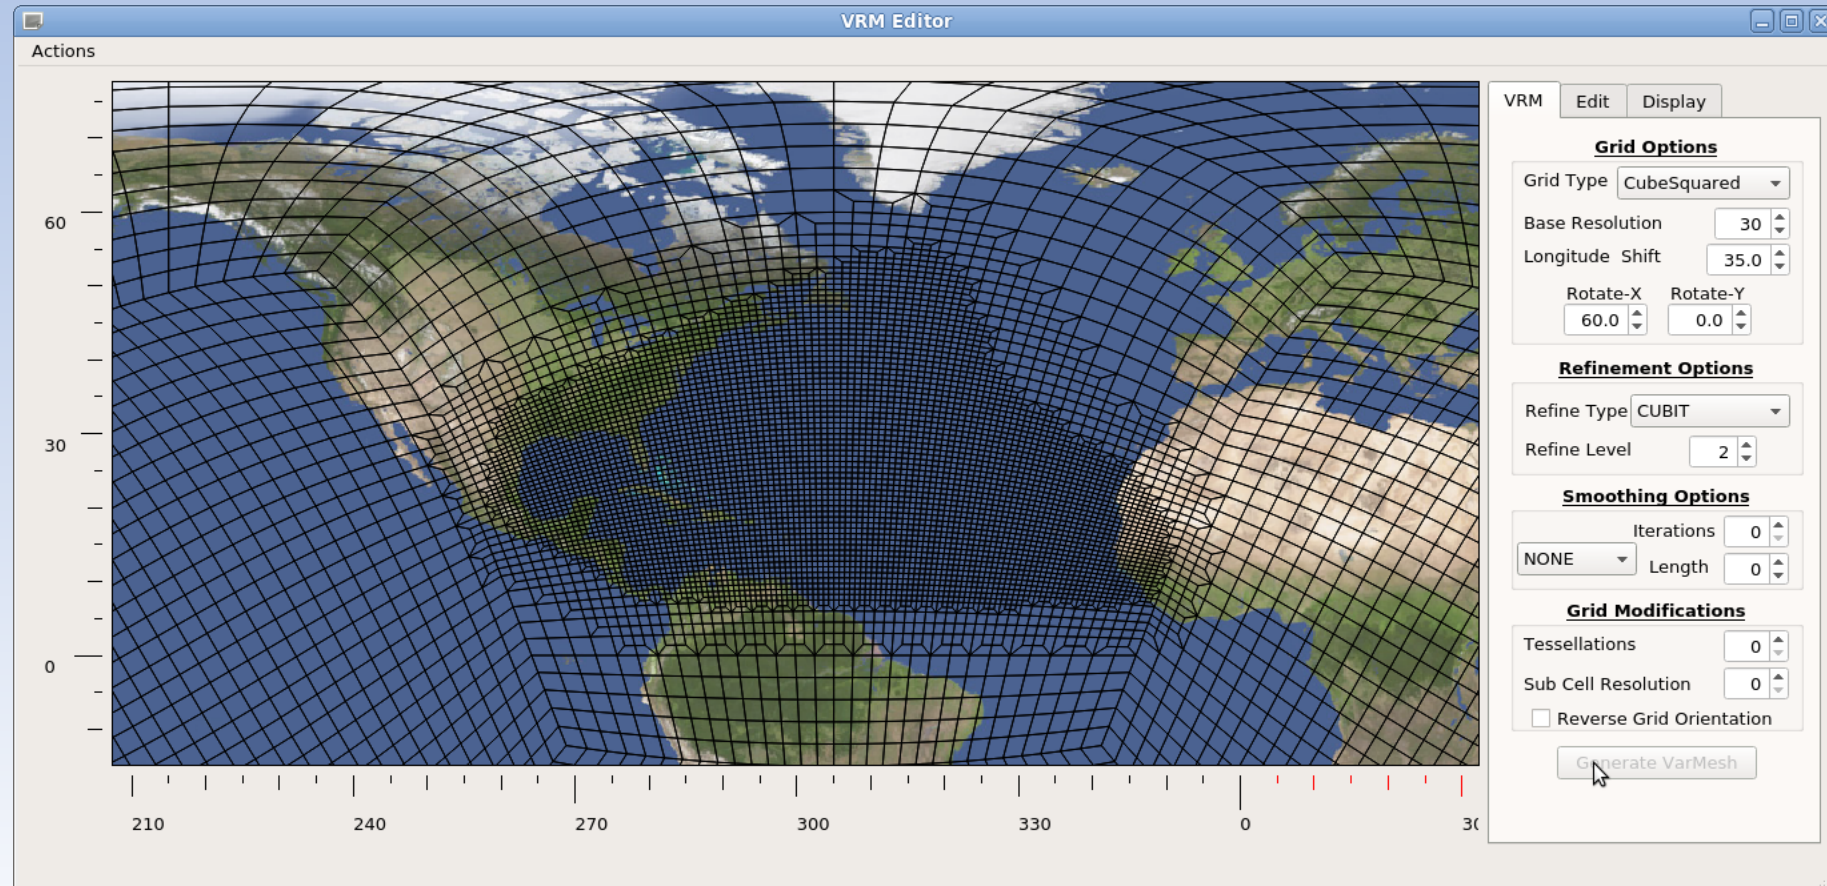 VRM Editor
Actions
60
30
0
210 240 270 300 330 0 30
VRM Edit Display
Grid Options
Grid Type CubeSquared
Base Resolution 30
Longitude Shift 35.0
Rotate-X Rotate-Y
60.0 0.0
Refinement Options
Refine Type CUBIT
Refine Level 2
Smoothing Options
Iterations 0
NONE Length 0
Grid Modifications
Tessellations 0
Sub Cell Resolution 0
Reverse Grid Orientation
Generate VarMesh